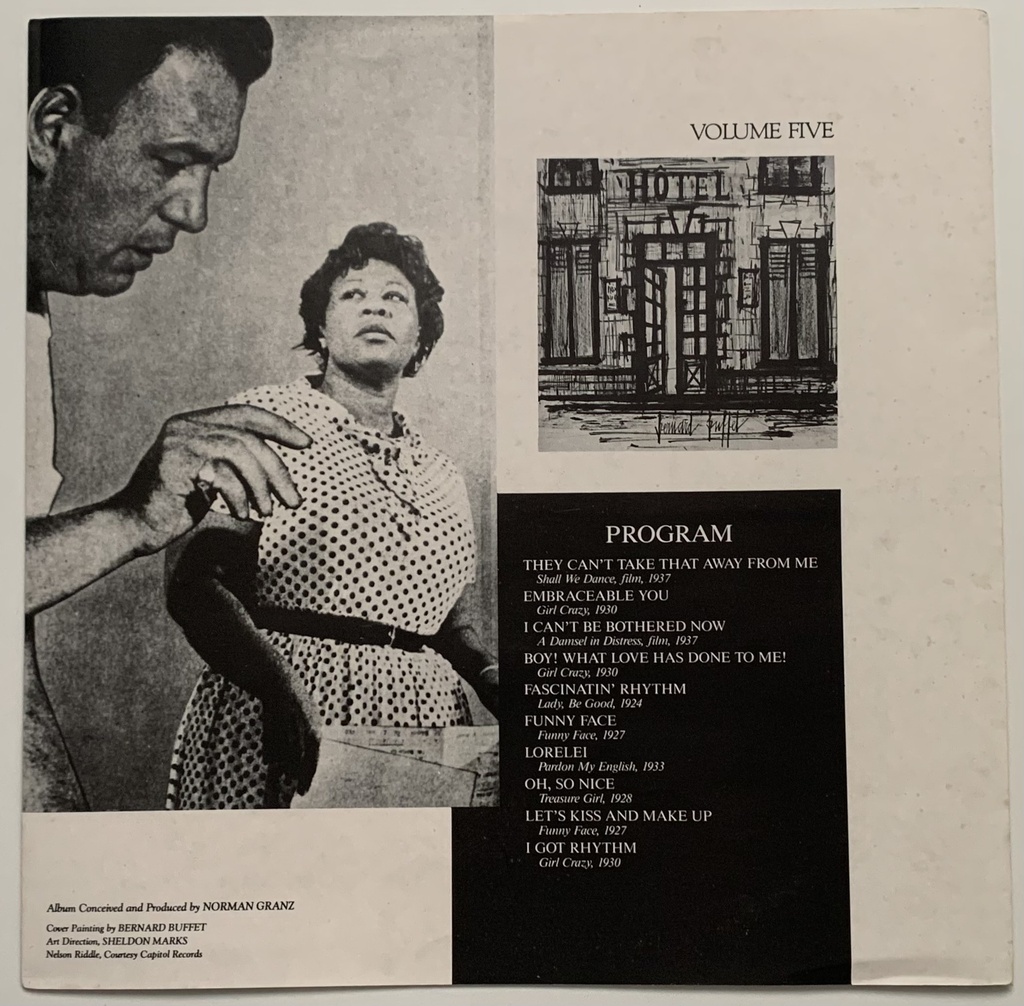 VOLUME FIVE
HÔTEL
Bernard Buffet
PROGRAM
THEY CAN'T TAKE THAT AWAY FROM ME
Shall We Dance, film, 1937
EMBRACEABLE YOU
Girl Crazy, 1930
I CAN'T BE BOTHERED NOW
A Damsel in Distress, film, 1937
BOY! WHAT LOVE HAS DONE TO ME!
Girl Crazy, 1930
FASCINATIN' RHYTHM
Lady, Be Good, 1924
FUNNY FACE
Funny Face, 1927
LORELEI
Pardon My English, 1933
OH, SO NICE
Treasure Girl, 1928
LET'S KISS AND MAKE UP
Funny Face, 1927
I GOT RHYTHM
Girl Crazy, 1930
Album Conceived and Produced by NORMAN GRANZ
Cover Painting by BERNARD BUFFET
Art Direction, SHELDON MARKS
Nelson Riddle, Courtesy Capitol Records